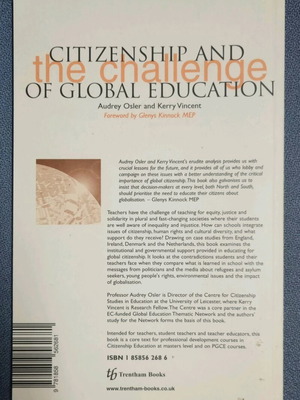 CITIZENSHIP AND
the challenge
OF GLOBAL EDUCATION
Audrey Osler and Kerry Vincent
Foreword by Glenys Kinnock MEP
Audrey Osler and Kerry Vincent's erudite analysis provides us with
crucial lessons for the future, and it provides all of us who lobby and
campaign on these issues with a better understanding of the critical
importance of global citizenship. This book also galvanises us to
insist that decision-makers at every level, both North and South,
should prioritise the need to educate their citizens about
globalisation. – Glenys Kinnock MEP
Teachers have the challenge of teaching for equity, justice and
solidarity in plural and fast-changing societies where their students
are well aware of inequality and injustice. How can schools integrate
issues of citizenship, human rights and cultural diversity, and what
support do they receive? Drawing on case studies from England,
Ireland, Denmark and the Netherlands, this book examines the
institutional and governmental support provided in educating for
global citizenship. It looks at the contradictions students and their
teachers face when they compare what is learned in school with the
messages from politicians and the media about refugees and asylum
seekers, young people's rights, environmental issues and the impact
of globalisation.
Professor Audrey Osler is Director of the Centre for Citizenship
Studies in Education at the University of Leicester, where Kerry
Vincent is Research Fellow. The Centre was a core partner in the
EC-funded Global Education Thematic Network and the authors'
study for the Network forms the basis of this book.
Intended for teachers, student teachers and teacher educators, this
book is a core text for professional development courses in
Citizenship Education at masters level and on PGCE courses.
ISBN 1 85856 268 6
Trentham Books
www.trentham-books.co.uk